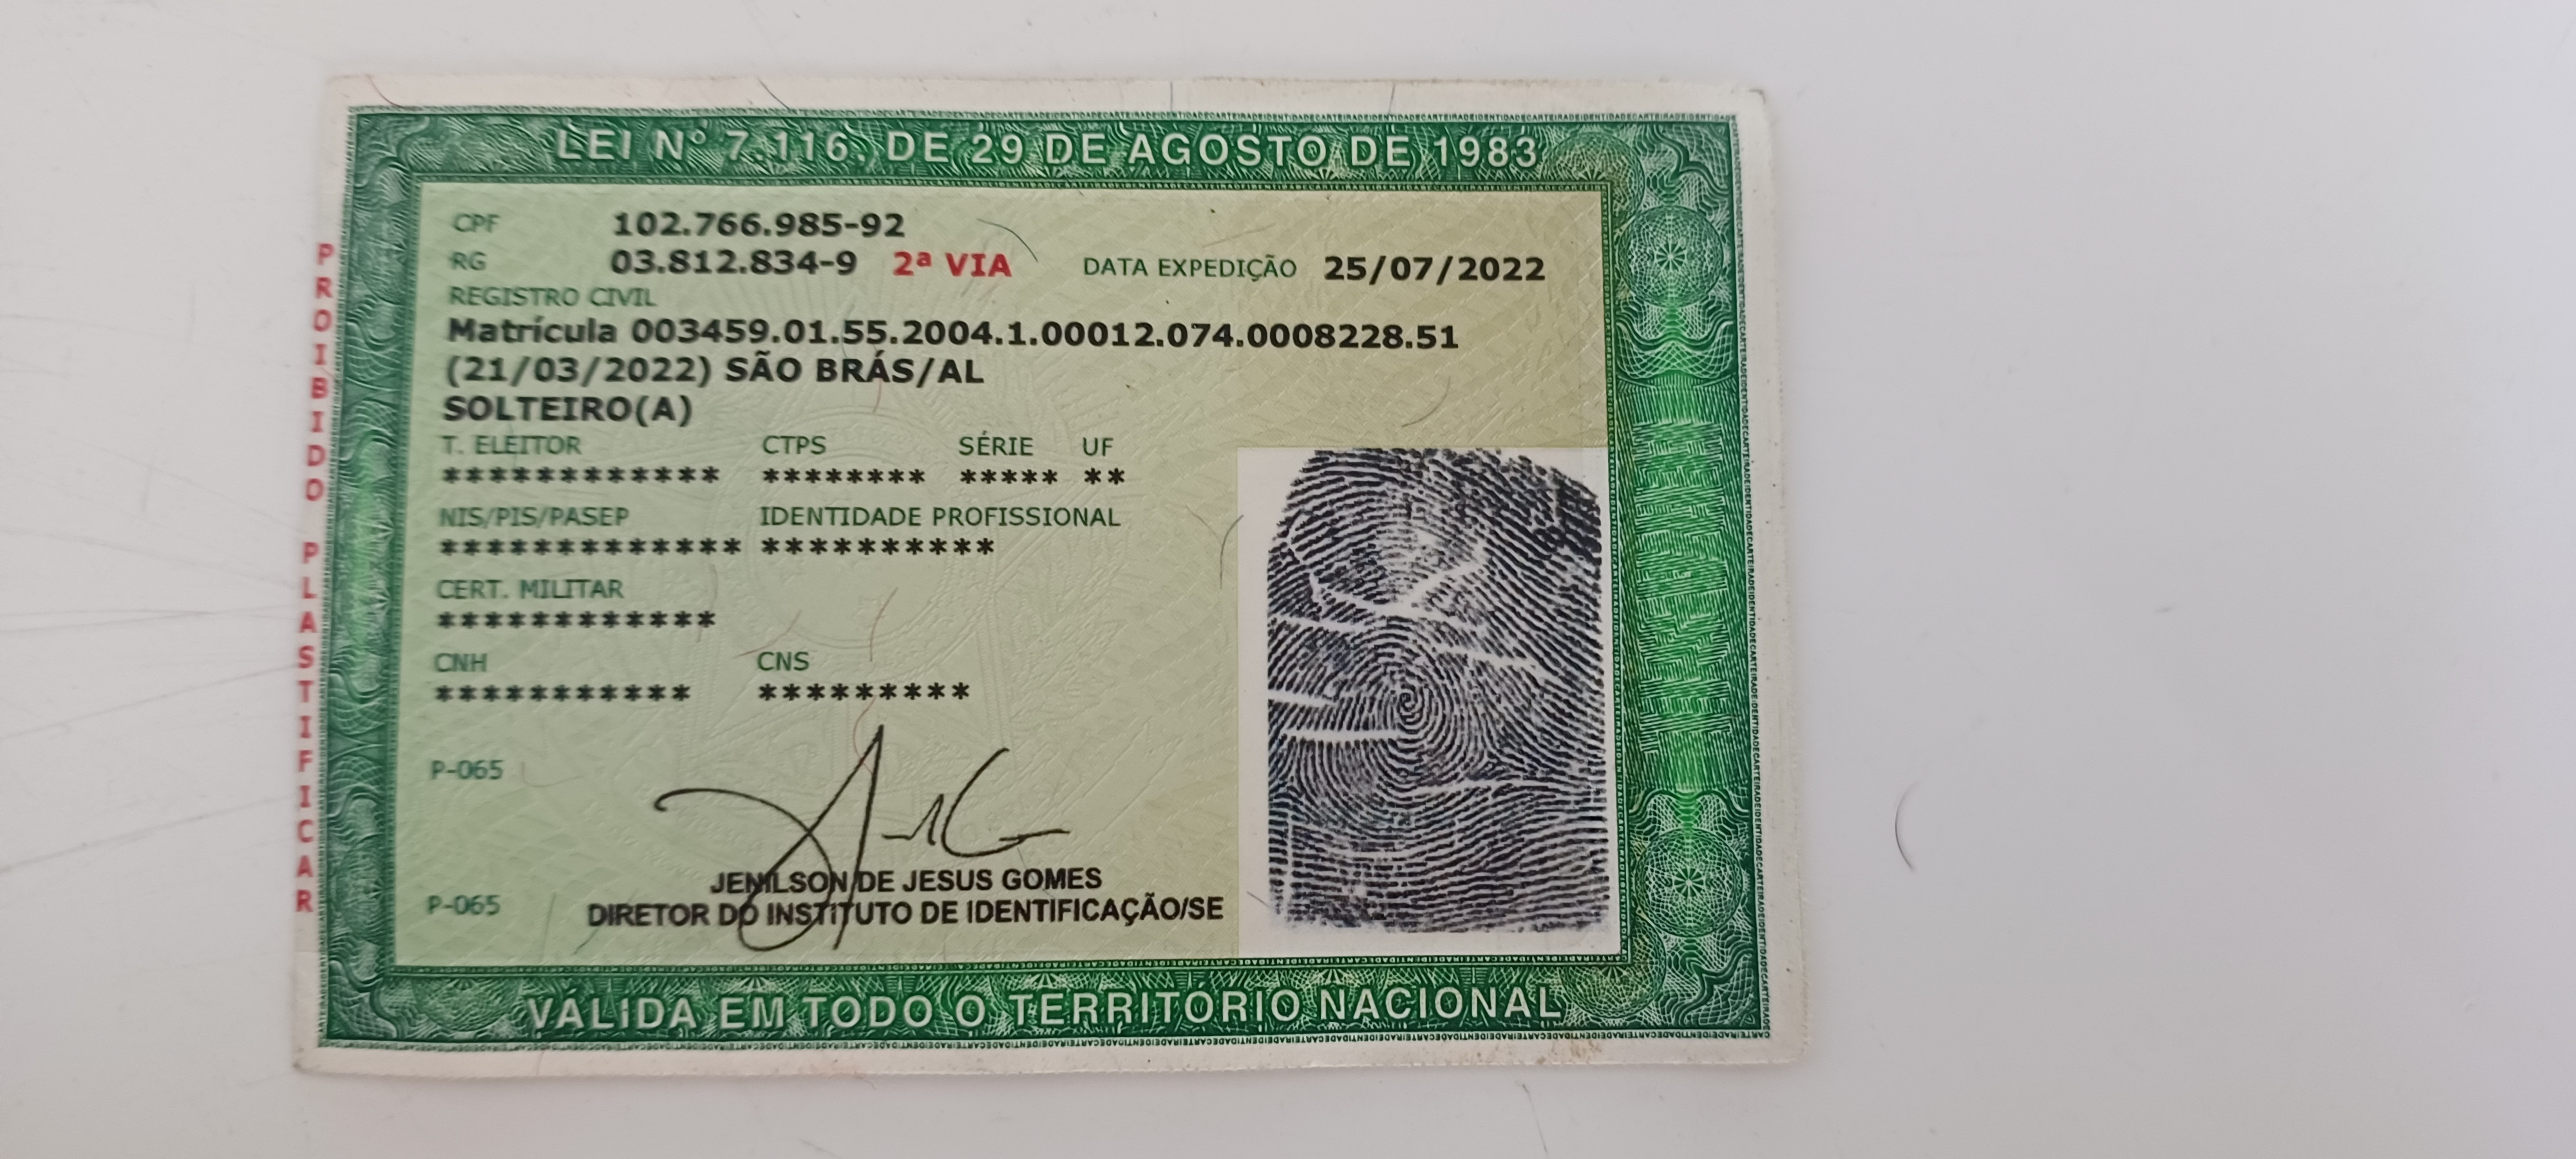 LEI Nº 7.116, DE 29 DE AGOSTO DE 1983
CPF 102.766.985-92
RG 03.812.834-9 2ª VIA DATA EXPEDIÇÃO 25/07/2022
REGISTRO CIVIL
Matrícula 003459.01.55.2004.1.00012.074.0008228.51
(21/03/2022) SÃO BRÁS/AL
SOLTEIRO(A)
T. ELEITOR CTPS SÉRIE UF
************ ******** ***** **
NIS/PIS/PASEP IDENTIDADE PROFISSIONAL
************* **********
CERT. MILITAR
************
CNH CNS
*********** *********
P-065
JENILSON DE JESUS GOMES
P-065 DIRETOR DO INSTITUTO DE IDENTIFICAÇÃO/SE
VÁLIDA EM TODO O TERRITÓRIO NACIONAL
PROIBIDO PLASTIFICAR